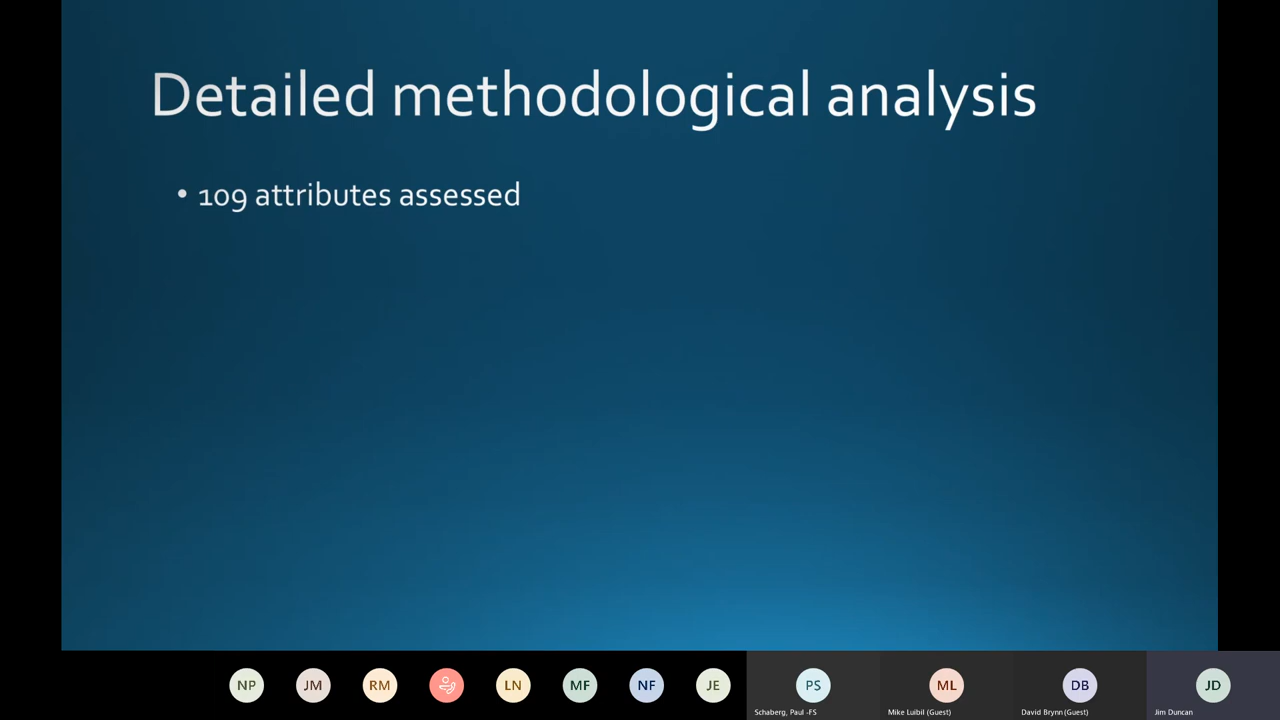 Detailed methodological analysis
• 109 attributes assessed
NP JM RM LN MF NF JE PS ML DB JD
Schaberg, Paul -FS Mike Luibil (Guest) David Brynn (Guest) Jim Duncan